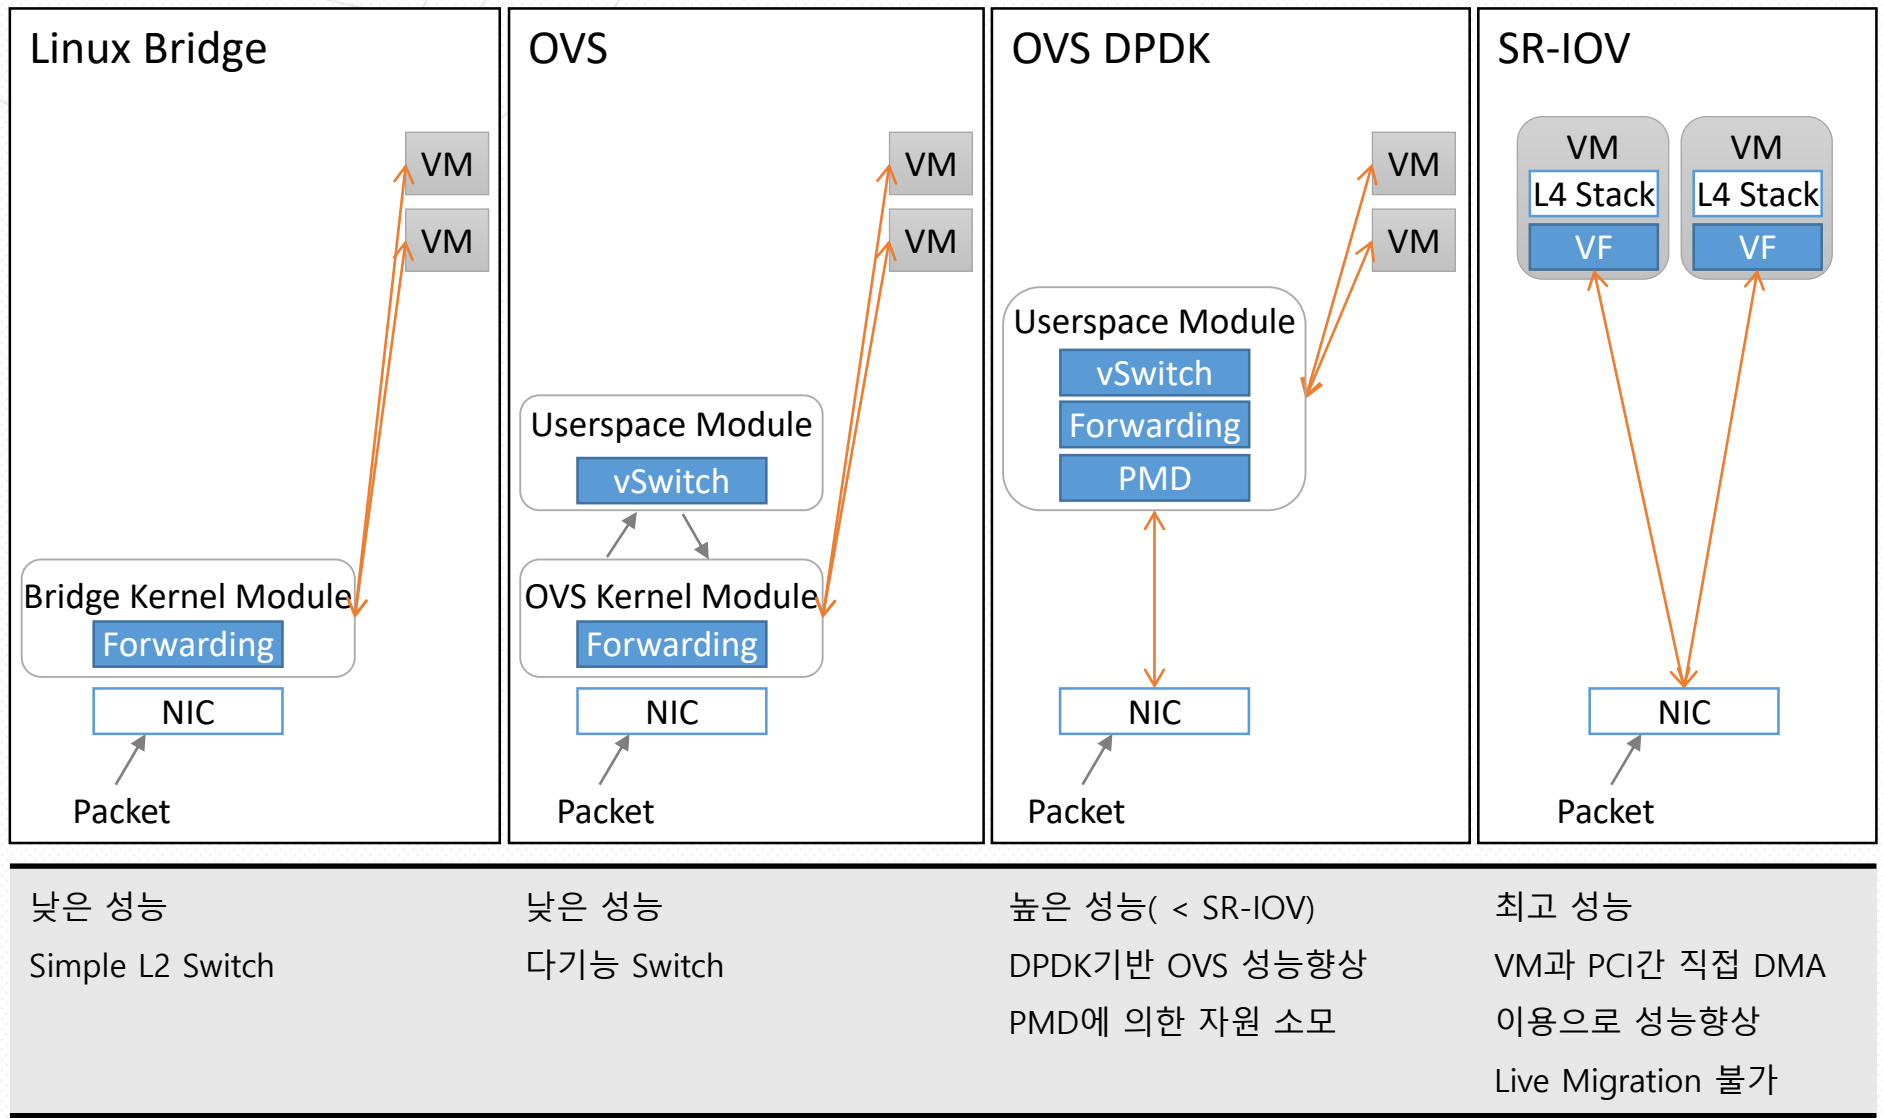 Linux Bridge
VM
VM
Bridge Kernel Module
Forwarding
NIC
Packet
OVS
VM
VM
Userspace Module
vSwitch
OVS Kernel Module
Forwarding
NIC
Packet
OVS DPDK
VM
VM
Userspace Module
vSwitch
Forwarding
PMD
NIC
Packet
SR-IOV
VM
L4 Stack
VF
VM
L4 Stack
VF
NIC
Packet
낮은 성능
Simple L2 Switch
낮은 성능
다기능 Switch
높은 성능( < SR-IOV)
DPDK기반 OVS 성능향상
PMD에 의한 자원 소모
최고 성능
VM과 PCI간 직접 DMA
이용으로 성능향상
Live Migration 불가